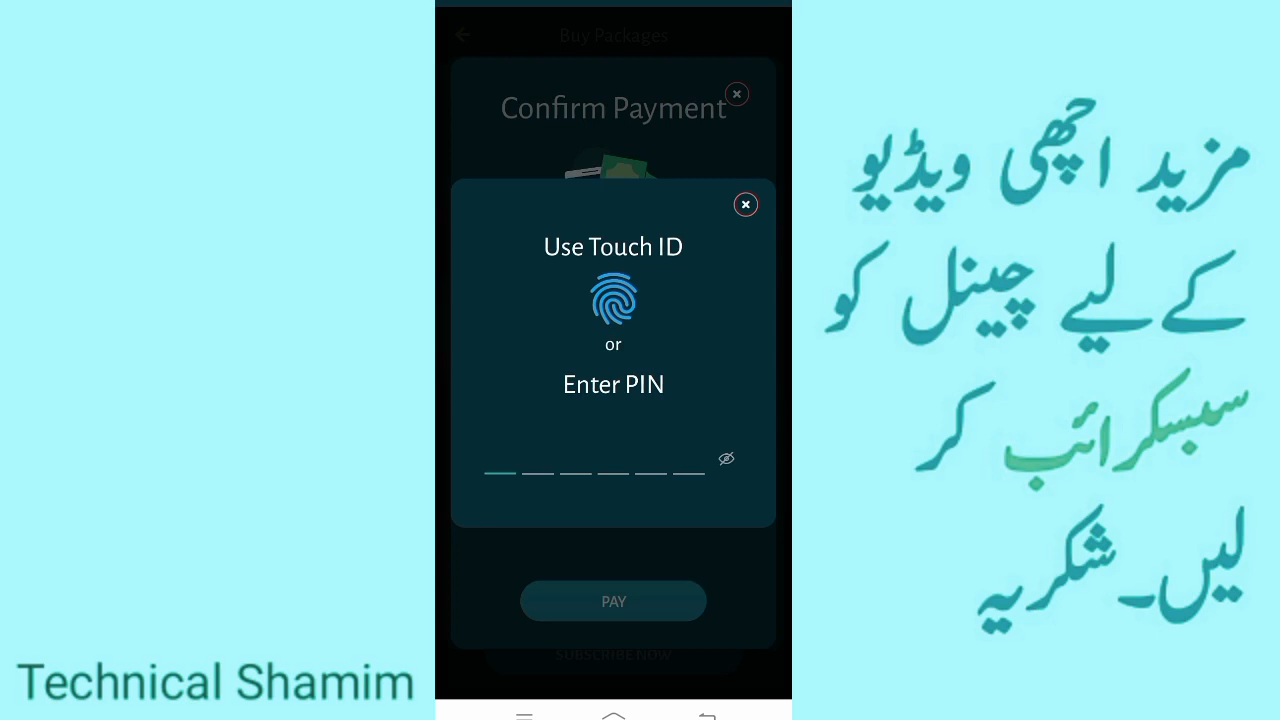 Buy Packages
Confirm Payment
Use Touch ID
or
Enter PIN
PAY
SUBSCRIBE NOW
مزید اچھی ویڈیو
کے لیے چینل کو
سبسکرائب کر
لیں۔ شکریہ
Technical Shamim